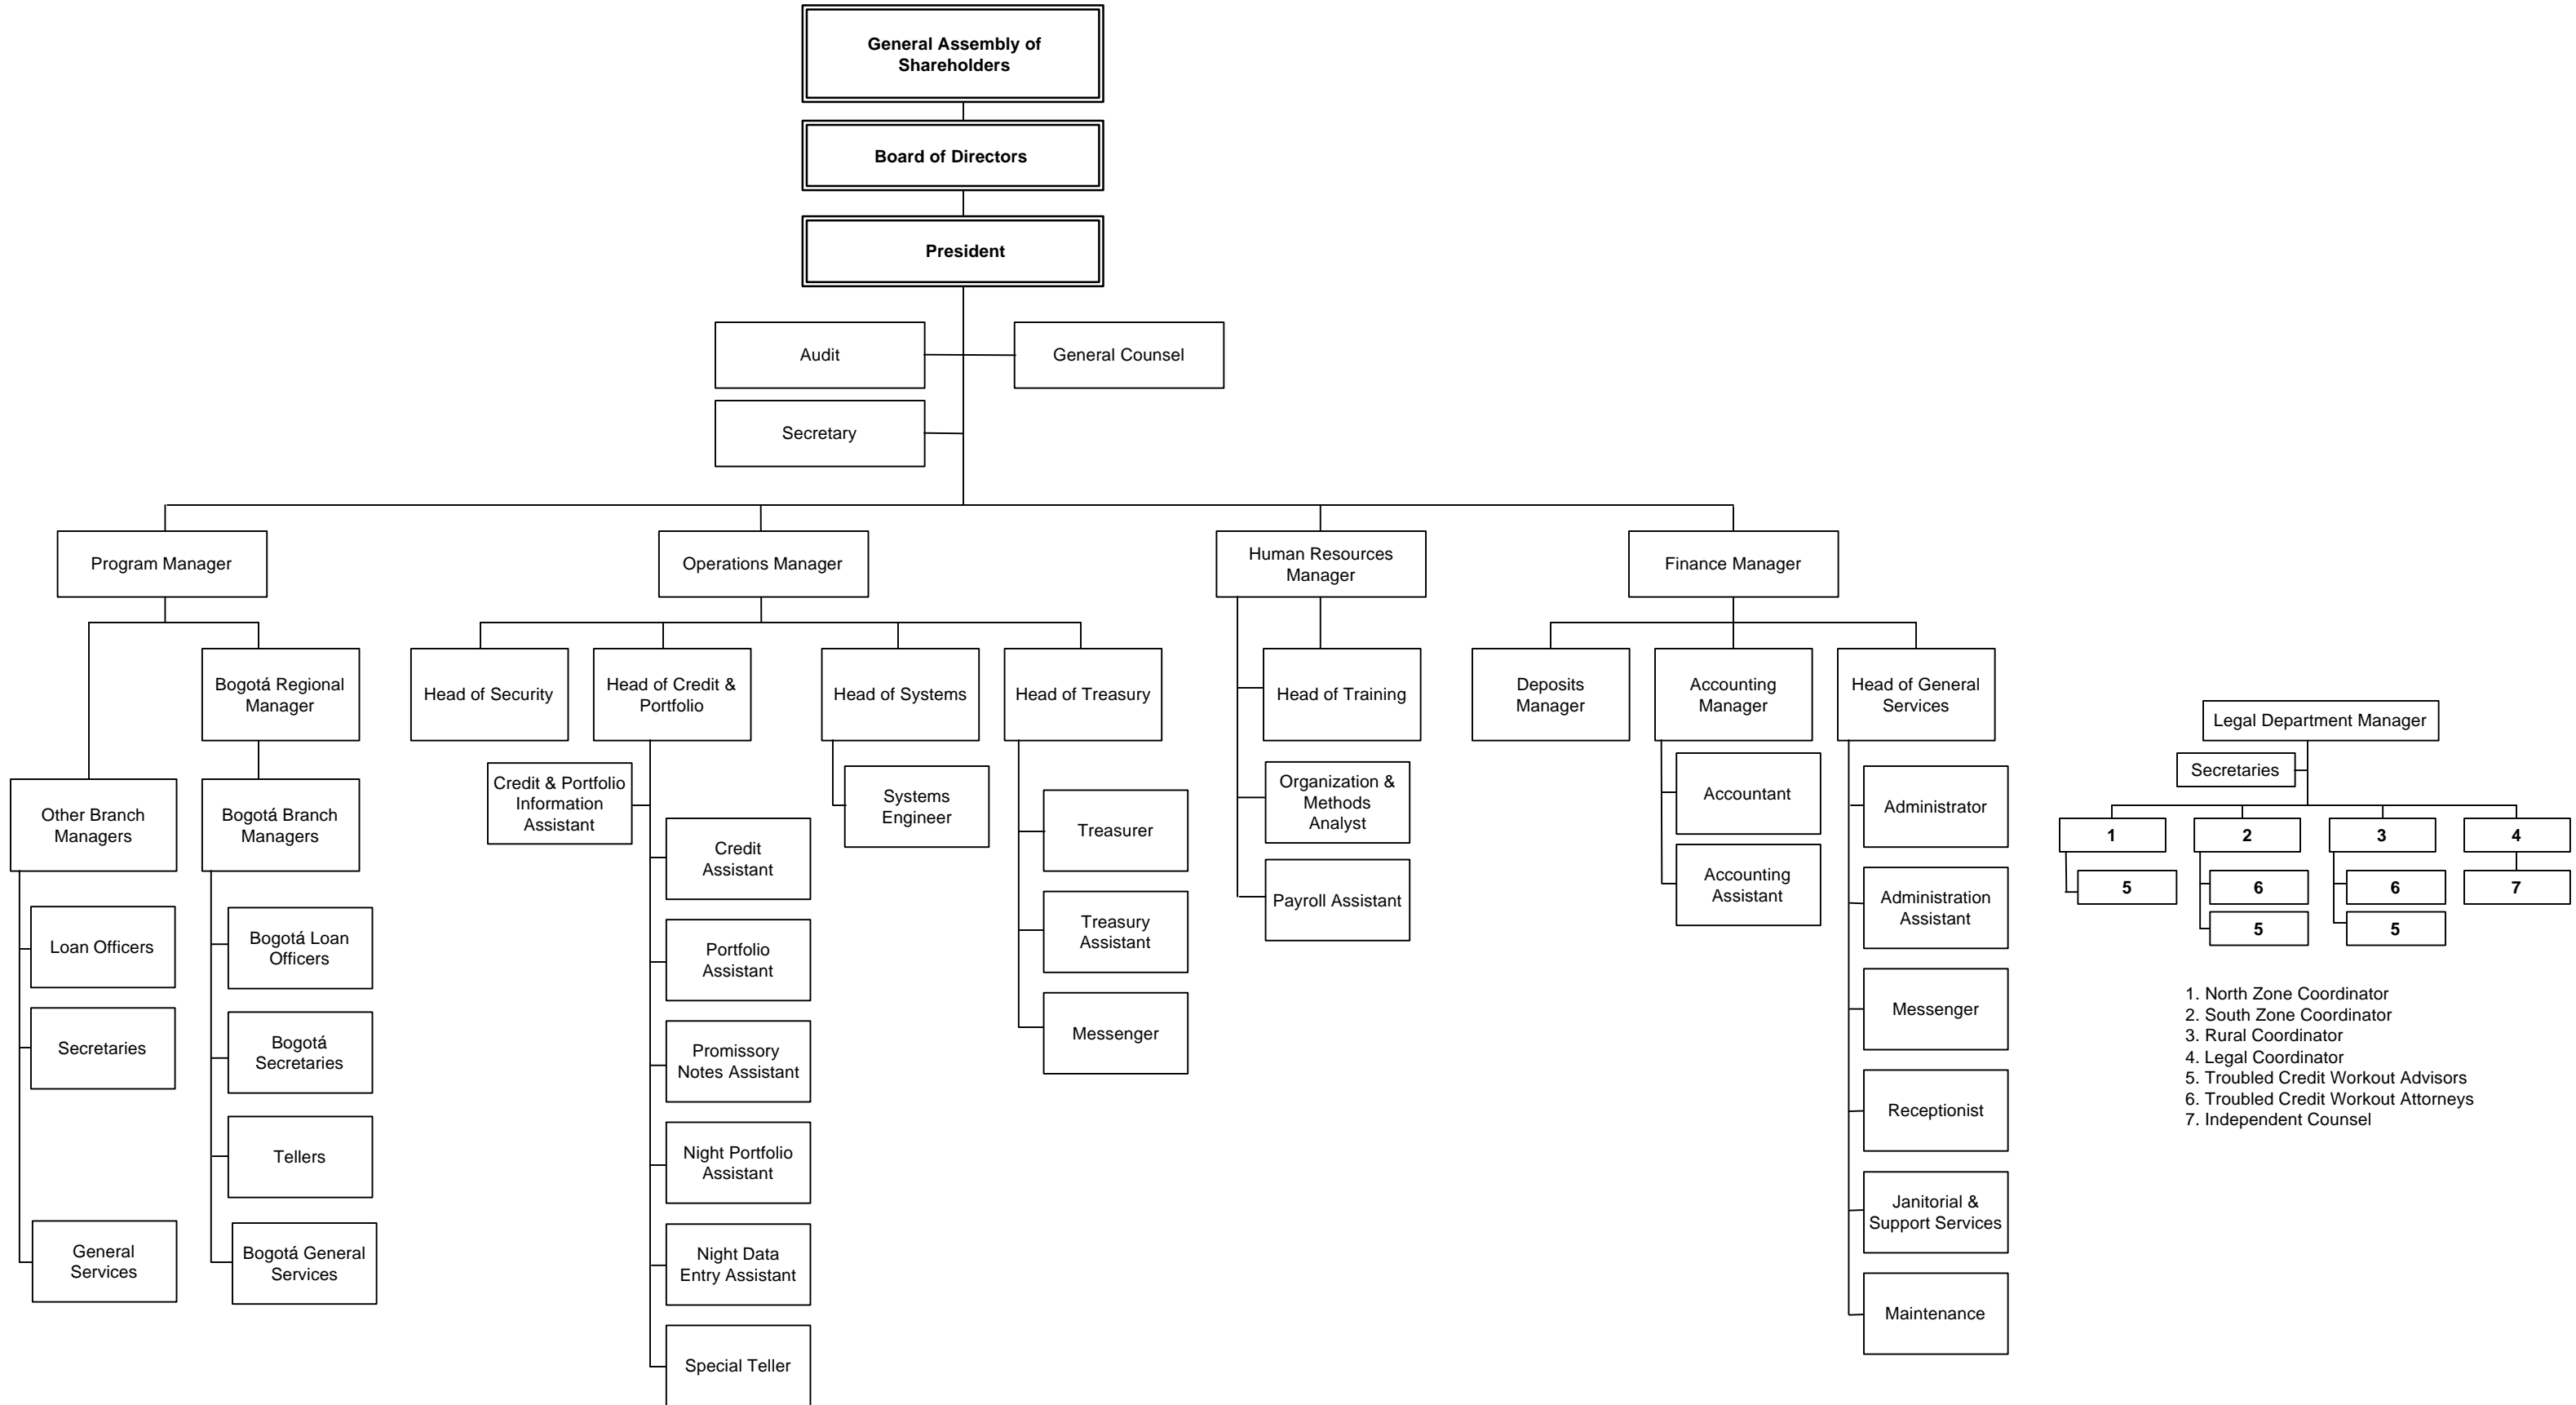 General Assembly of
Shareholders
Board of Directors
President
Audit
General Counsel
Secretary
Program Manager
Operations Manager
Human Resources
Manager
Finance Manager
Bogotá Regional
Manager
Head of Security
Head of Credit &
Portfolio
Head of Systems
Head of Treasury
Head of Training
Deposits
Manager
Accounting
Manager
Head of General
Services
Legal Department Manager
Secretaries
Other Branch
Managers
Bogotá Branch
Managers
Credit & Portfolio
Information
Assistant
Systems
Engineer
Organization &
Methods
Analyst
Accountant
Administrator
1
2
3
4
Treasurer
Credit
Assistant
Payroll Assistant
Accounting
Assistant
Administration
Assistant
5
6
6
7
5
5
Loan Officers
Bogotá Loan
Officers
Portfolio
Assistant
Treasury
Assistant
Messenger
Secretaries
Bogotá
Secretaries
Promissory
Notes Assistant
Messenger
Receptionist
Tellers
Night Portfolio
Assistant
Janitorial &
Support Services
General
Services
Bogotá General
Services
Night Data
Entry Assistant
Maintenance
Special Teller
1. North Zone Coordinator
2. South Zone Coordinator
3. Rural Coordinator
4. Legal Coordinator
5. Troubled Credit Workout Advisors
6. Troubled Credit Workout Attorneys
7. Independent Counsel